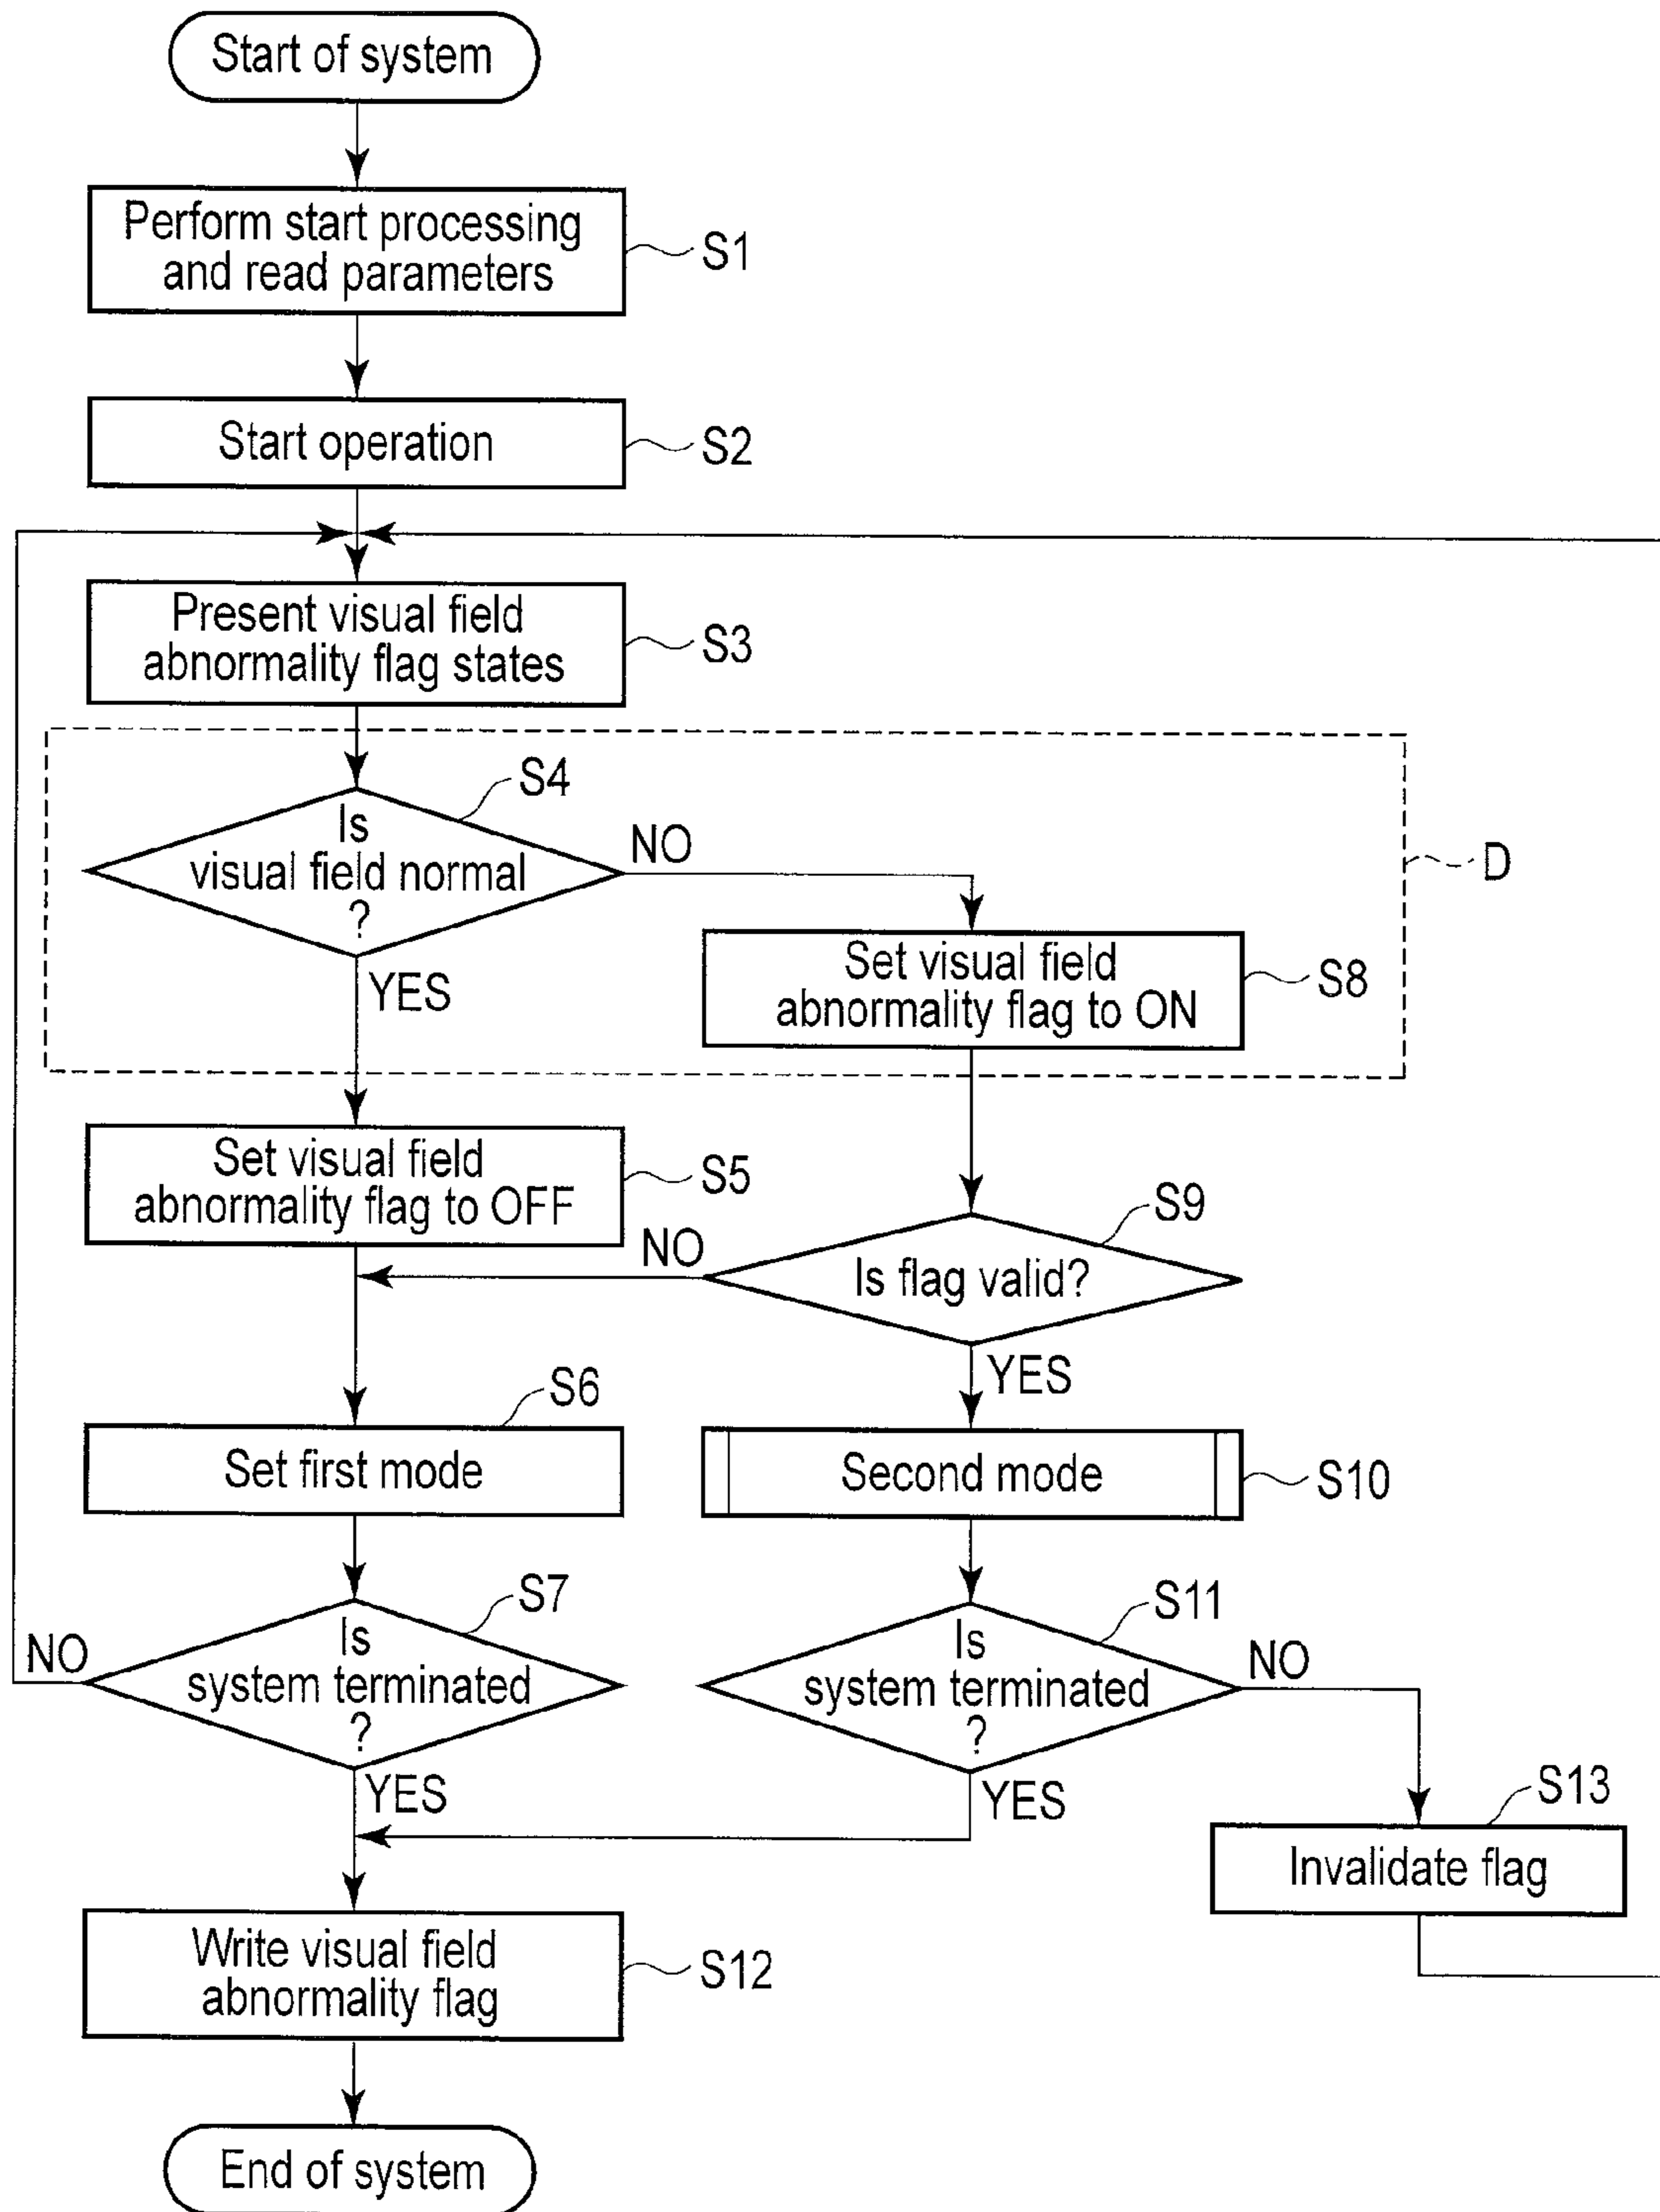 Start of system
Perform start processing
and read parameters
S1
Start operation
S2
Present visual field
abnormality flag states
S3
S4
Is
visual field normal
?
NO
D
YES
Set visual field
abnormality flag to ON
S8
Set visual field
abnormality flag to OFF
S5
S9
NO
Is flag valid?
YES
S6
Set first mode
Second mode
S10
S7
Is
system terminated
?
NO
YES
S11
Is
system terminated
?
NO
YES
S13
Invalidate flag
Write visual field
abnormality flag
S12
End of system